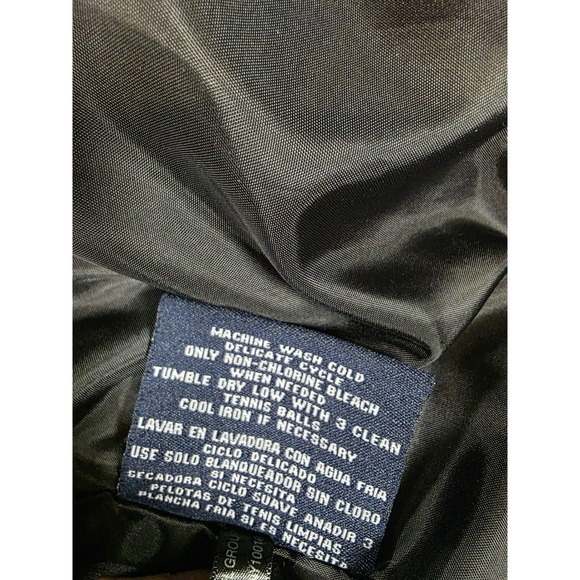 MACHINE WASH COLD
DELICATE CYCLE
ONLY NON-CHLORINE BLEACH
WHEN NEEDED
TUMBLE DRY LOW WITH 3 CLEAN
TENNIS BALLS
COOL IRON IF NECESSARY
LAVAR EN LAVADORA CON AGUA FRIA
CICLO DELICADO
USE SOLO BLANQUEADOR SIN CLORO
SI NECESITA
SECADORA CICLO SUAVE ANADIR 3
PELOTAS DE TENIS LIMPIAS
PLANCHA FRIA SI ES NECESITA